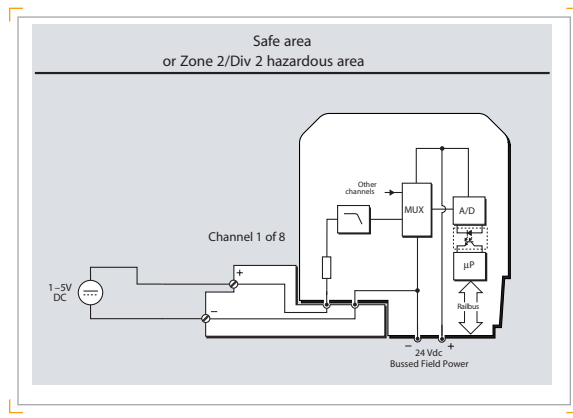 Safe area
or Zone 2/Div 2 hazardous area
Other
channels
MUX
A/D
Channel 1 of 8
µP
1–5V
DC
+
Railbus
–
– +
24 Vdc
Bussed Field Power